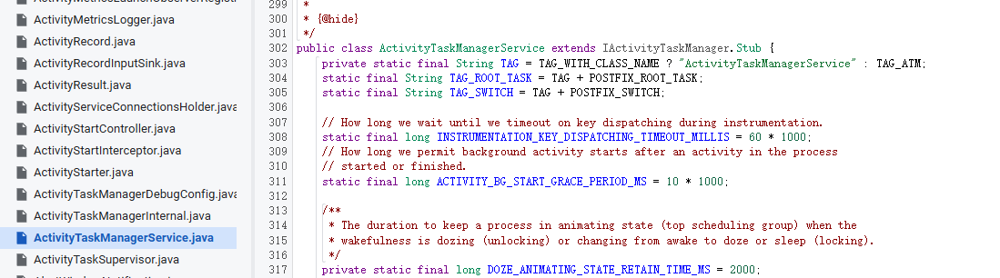 ActivityMetricsLogger.java
ActivityRecord.java
ActivityRecordInputSink.java
ActivityResult.java
ActivityServiceConnectionsHolder.java
ActivityStartController.java
ActivityStartInterceptor.java
ActivityStarter.java
ActivityTaskManagerDebugConfig.java
ActivityTaskManagerInternal.java
ActivityTaskManagerService.java
ActivityTaskSupervisor.java
299 *
300 * {@hide}
301 */
302 public class ActivityTaskManagerService extends IActivityTaskManager.Stub {
303 private static final String TAG = TAG_WITH_CLASS_NAME ? "ActivityTaskManagerService" : TAG_ATM;
304 static final String TAG_ROOT_TASK = TAG + POSTFIX_ROOT_TASK;
305 static final String TAG_SWITCH = TAG + POSTFIX_SWITCH;
306
307 // How long we wait until we timeout on key dispatching during instrumentation.
308 static final long INSTRUMENTATION_KEY_DISPATCHING_TIMEOUT_MILLIS = 60 * 1000;
309 // How long we permit background activity starts after an activity in the process
310 // started or finished.
311 static final long ACTIVITY_BG_START_GRACE_PERIOD_MS = 10 * 1000;
312
313 /**
314 * The duration to keep a process in animating state (top scheduling group) when the
315 * wakefulness is dozing (unlocking) or changing from awake to doze or sleep (locking).
316 */
317 private static final long DOZE_ANIMATING_STATE_RETAIN_TIME_MS = 2000;